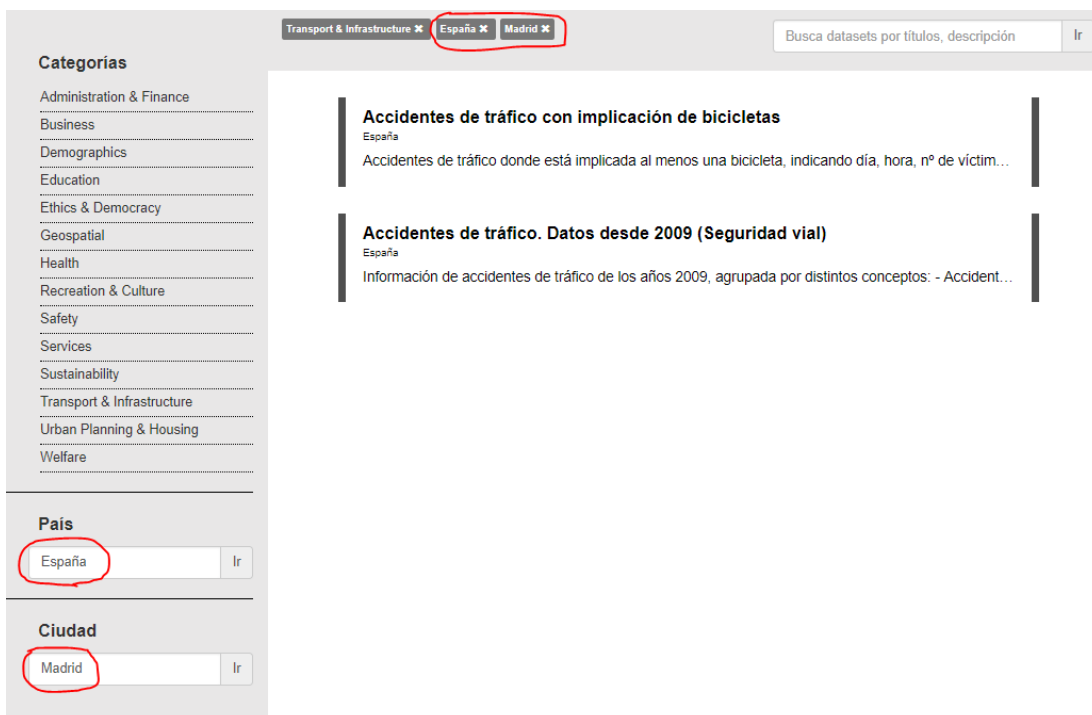 Transport & Infrastructure ✖ España ✖ Madrid ✖
Busca datasets por títulos, descripción Ir
Categorías
Administration & Finance
Business
Demographics
Education
Ethics & Democracy
Geospatial
Health
Recreation & Culture
Safety
Services
Sustainability
Transport & Infrastructure
Urban Planning & Housing
Welfare
País
España Ir
Ciudad
Madrid Ir
Accidentes de tráfico con implicación de bicicletas
España
Accidentes de tráfico donde está implicada al menos una bicicleta, indicando día, hora, nº de víctim…
Accidentes de tráfico. Datos desde 2009 (Seguridad vial)
España
Información de accidentes de tráfico de los años 2009, agrupada por distintos conceptos: - Accident…